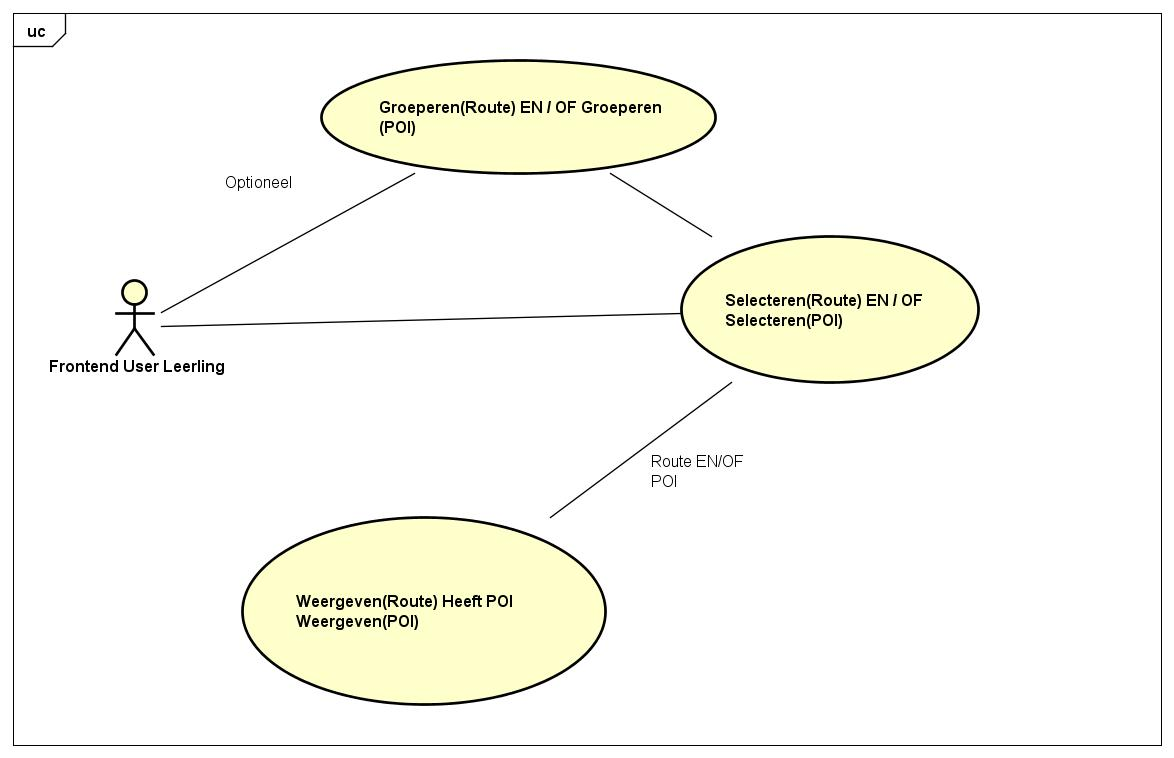 uc
Groeperen(Route) EN / OF Groeperen
(POI)
Optioneel
Selecteren(Route) EN / OF
Selecteren(POI)
Frontend User Leerling
Route EN/OF
POI
Weergeven(Route) Heeft POI
Weergeven(POI)